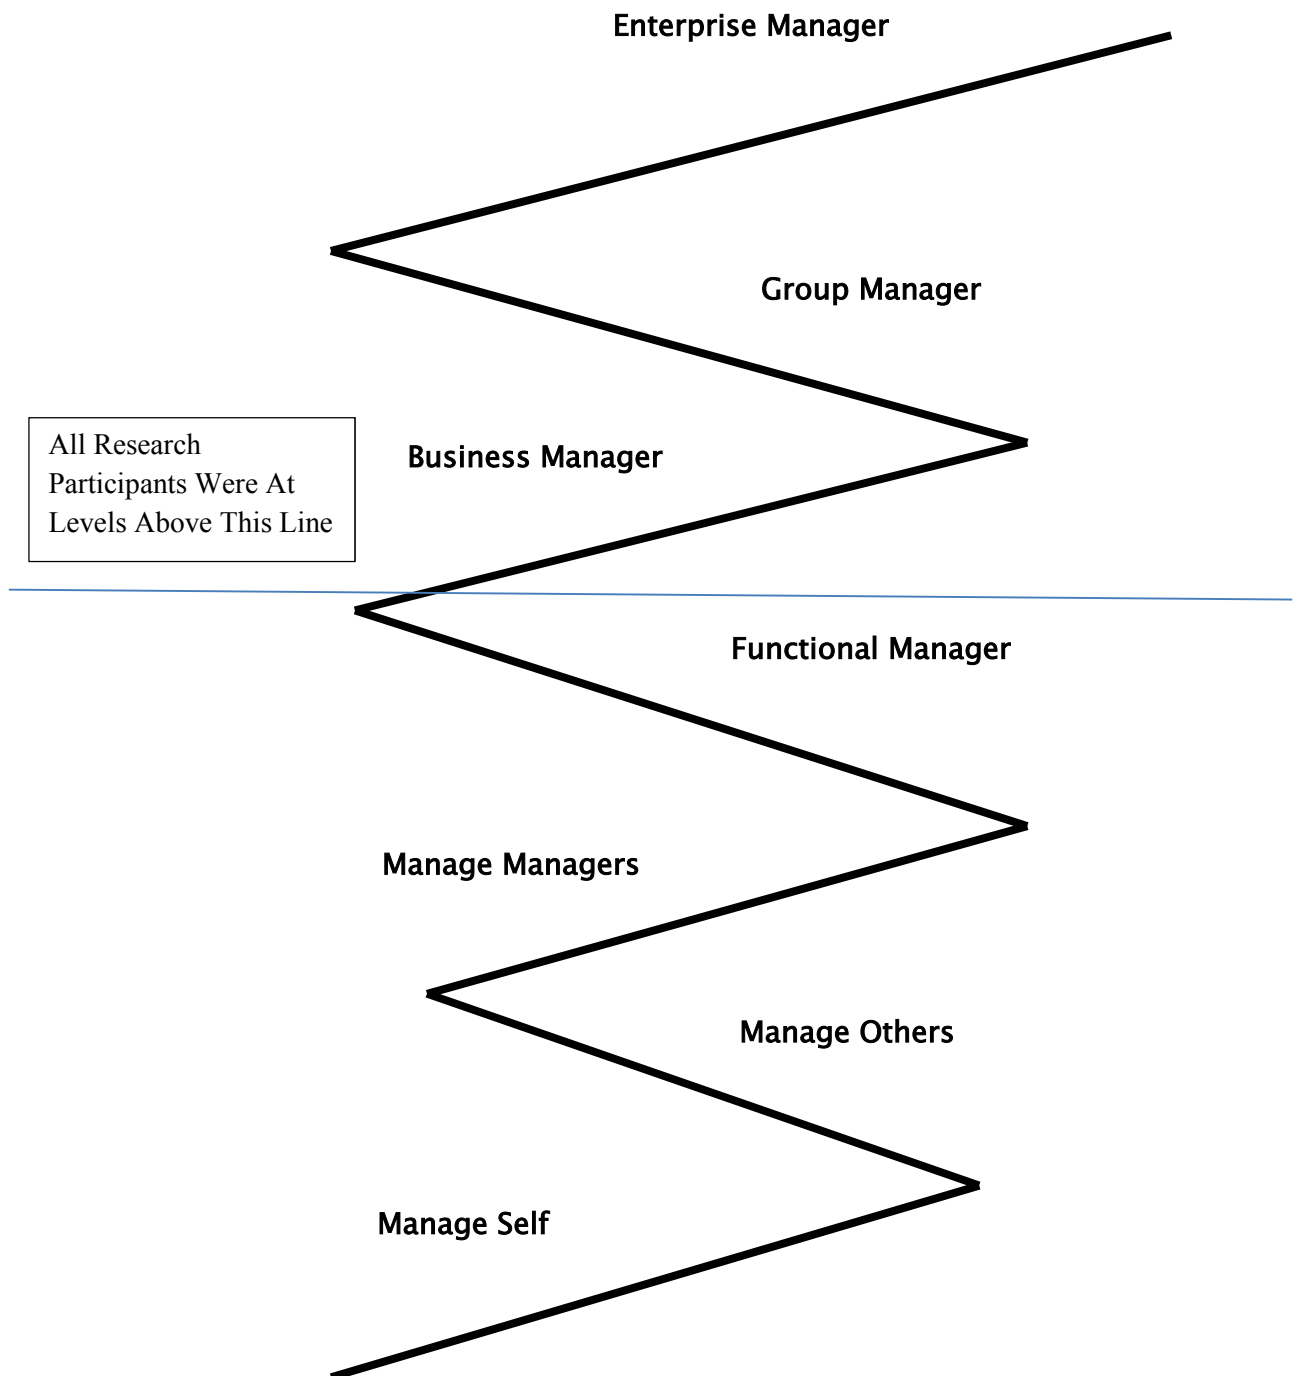 Enterprise Manager
Group Manager
All Research
Participants Were At
Levels Above This Line
Business Manager
Functional Manager
Manage Managers
Manage Others
Manage Self